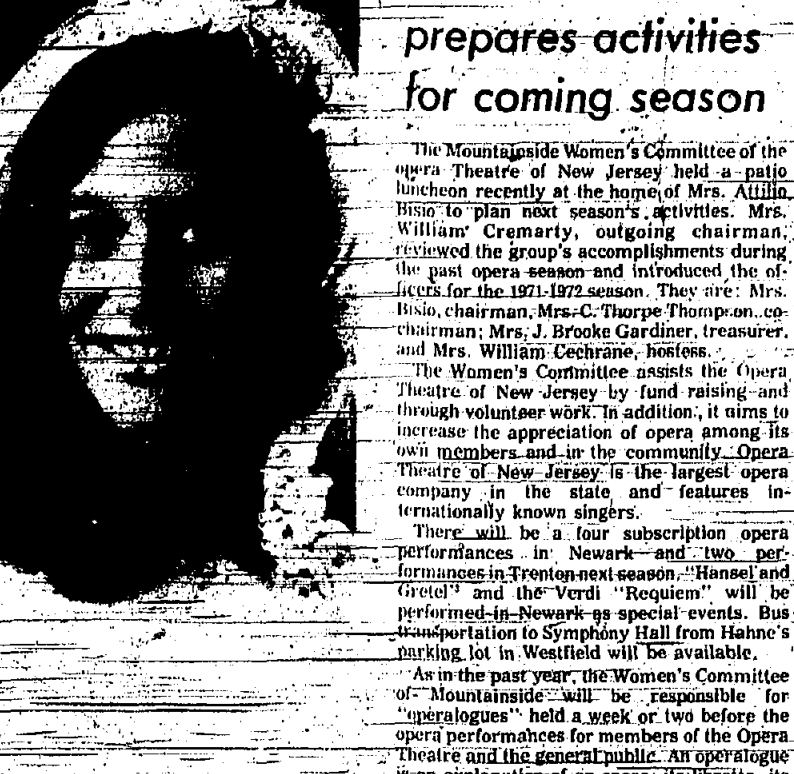 prepares activities
for coming season
The Mountainside Women's Committee of the
opera Theatre of New Jersey held a patio
luncheon recently at the home of Mrs. Attilio
Bisio to plan next season's activities. Mrs.
William Cremarty, outgoing chairman,
reviewed the group's accomplishments during
the past opera season and introduced the of-
ficers for the 1971-1972 season. They are: Mrs.
Bisio, chairman, Mrs. C. Thorpe Thompson, co-
chairman; Mrs. J. Brooke Gardiner, treasurer,
and Mrs. William Cechrane, hostess.
The Women's Committee assists the Opera
Theatre of New Jersey by fund raising and
through volunteer work. In addition, it aims to
increase the appreciation of opera among its
own members and in the community. Opera
Theatre of New Jersey is the largest opera
company in the state and features in-
ternationally known singers.
There will be a four subscription opera
performances in Newark and two per-
formances in Trenton next season. "Hansel and
Gretel" and the Verdi "Requiem" will be
performed in Newark as special events. Bus
transportation to Symphony Hall from Hahne's
parking lot in Westfield will be available.
As in the past year, the Women's Committee
of Mountainside will be responsible for
"operalogues" held a week or two before the
opera performances for members of the Opera
Theatre and the general public. An operalogue